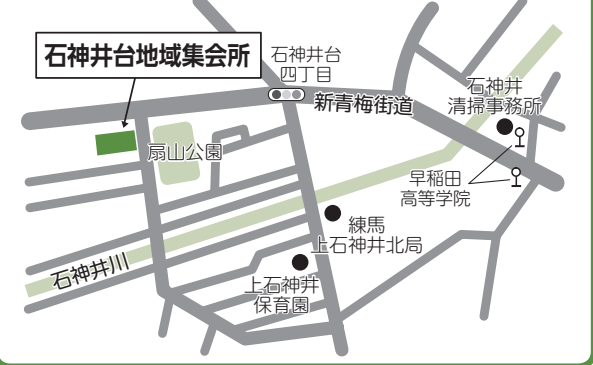 石神井台地域集会所
石神井台
四丁目
新青梅街道
石神井
清掃事務所
扇山公園
早稲田
高等学院
練馬
上石神井北局
石神井川
上石神井
保育園